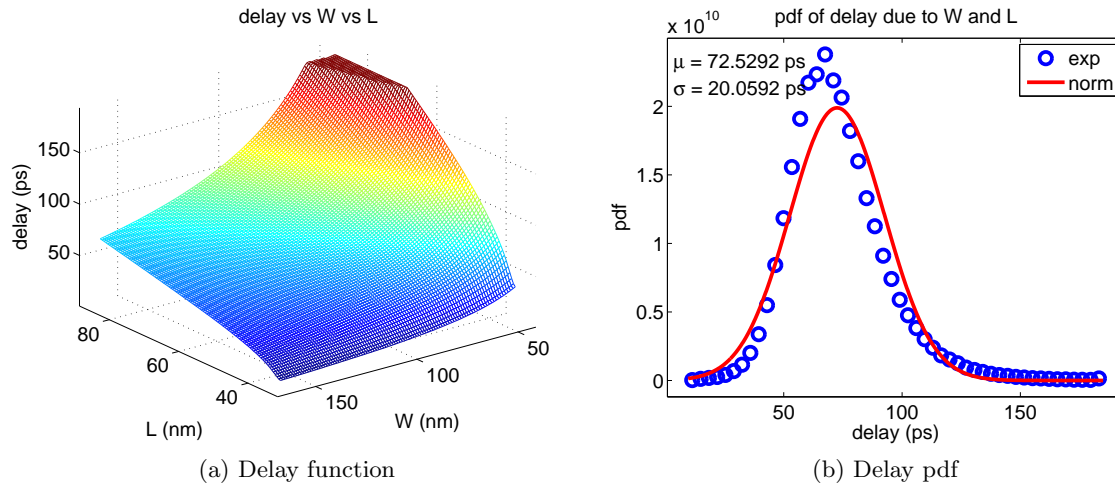 delay vs W vs L
150
100
50
delay (ps)
80
60
40
L (nm)
150
100
50
W (nm)
(a) Delay function
pdf of delay due to W and L
x 10^10
μ = 72.5292 ps
σ = 20.0592 ps
exp
norm
2
1.5
1
0.5
0
pdf
50
100
150
delay (ps)
(b) Delay pdf